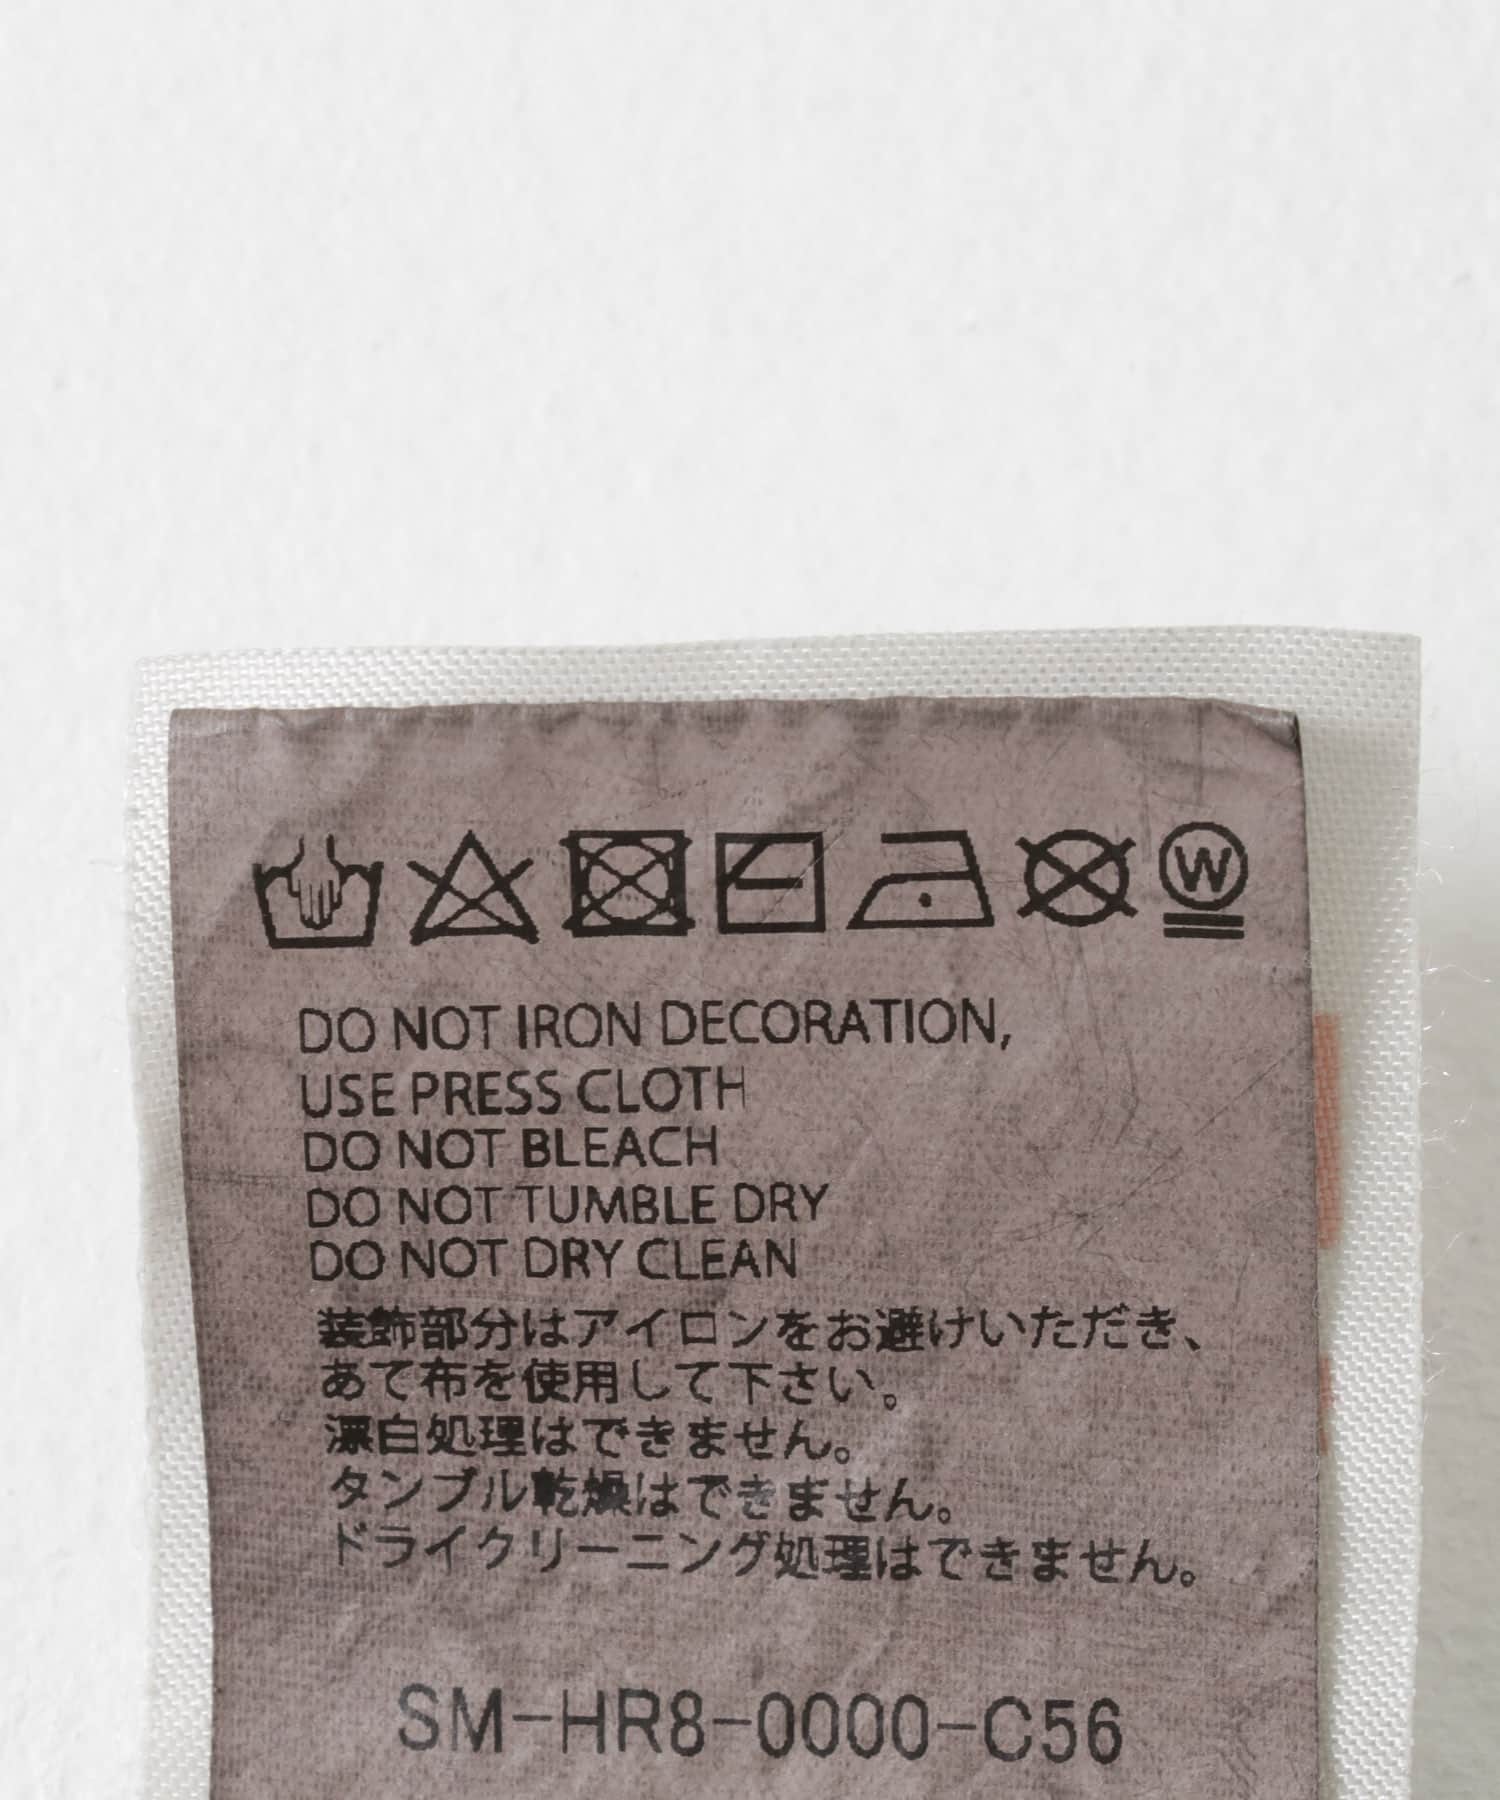 W
DO NOT IRON DECORATION,
USE PRESS CLOTH
DO NOT BLEACH
DO NOT TUMBLE DRY
DO NOT DRY CLEAN
装飾部分はアイロンをお避けいただき、
あて布を使用して下さい。
漂白処理はできません。
タンブル乾燥はできません。
ドライクリーニング処理はできません。
SM-HR8-0000-C56